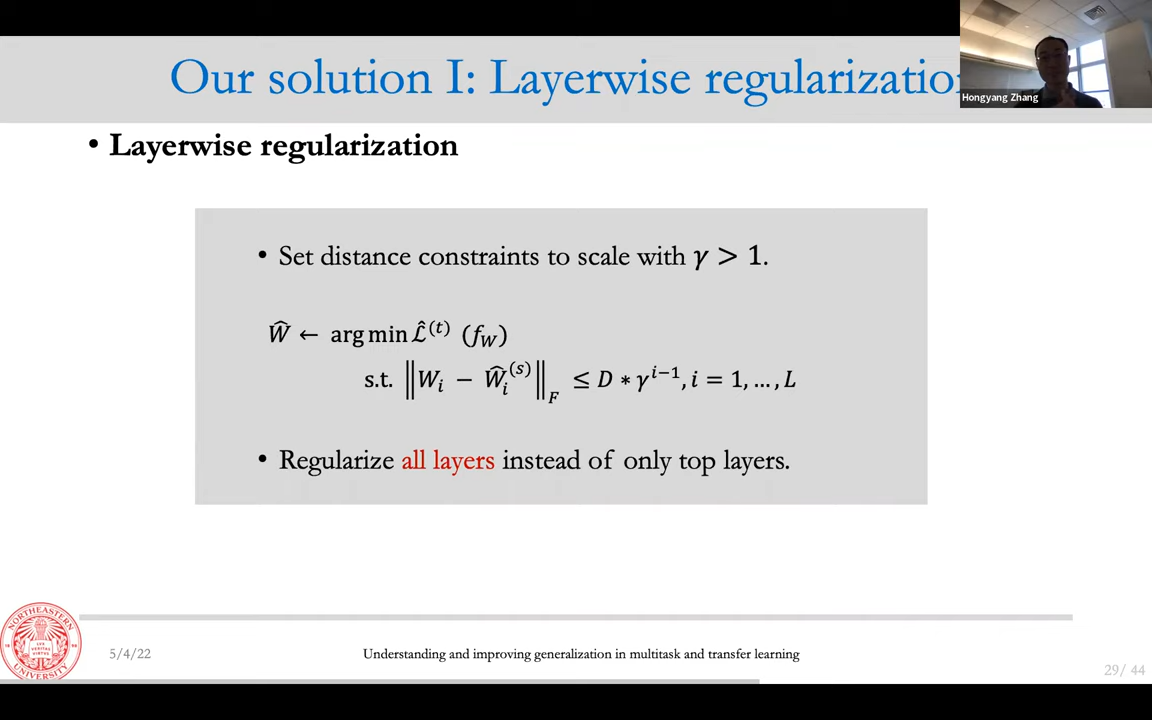 Our solution I: Layerwise regularization
Hongyang Zhang
• Layerwise regularization
• Set distance constraints to scale with γ > 1.
Ŵ ← arg min ℒ̂^(t) (f_W)
s.t. ‖W_i − Ŵ_i^(s)‖_F ≤ D * γ^{i−1}, i = 1, …, L
• Regularize all layers instead of only top layers.
NORTHEASTERN
UNIVERSITY
5/4/22
Understanding and improving generalization in multitask and transfer learning
29/ 44